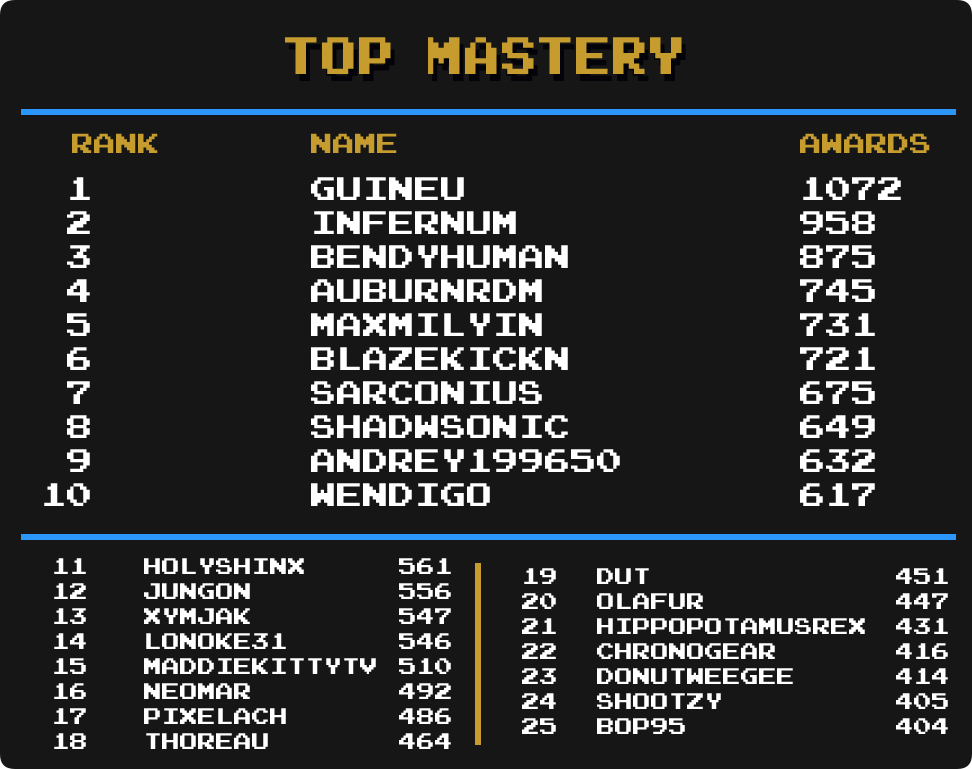 TOP MASTERY
RANK NAME AWARDS
1 GUINEU 1072
2 INFERNUM 958
3 BENDYHUMAN 875
4 AUBURNRDM 745
5 MAXMILYIN 731
6 BLAZEKICKN 721
7 SARCONIUS 675
8 SHADWSONIC 649
9 ANDREY199650 632
10 WENDIGO 617
11 HOLYSHINX 561
12 JUNGON 556
13 XYMJAK 547
14 LONOKE31 546
15 MADDIEKITTYTV 510
16 NEOMAR 492
17 PIXELACH 486
18 THOREAU 464
19 DUT 451
20 OLAFUR 447
21 HIPPOPOTAMUSREX 431
22 CHRONOGEAR 416
23 DONUTWEEGEE 414
24 SHOOTZY 405
25 BOP95 404